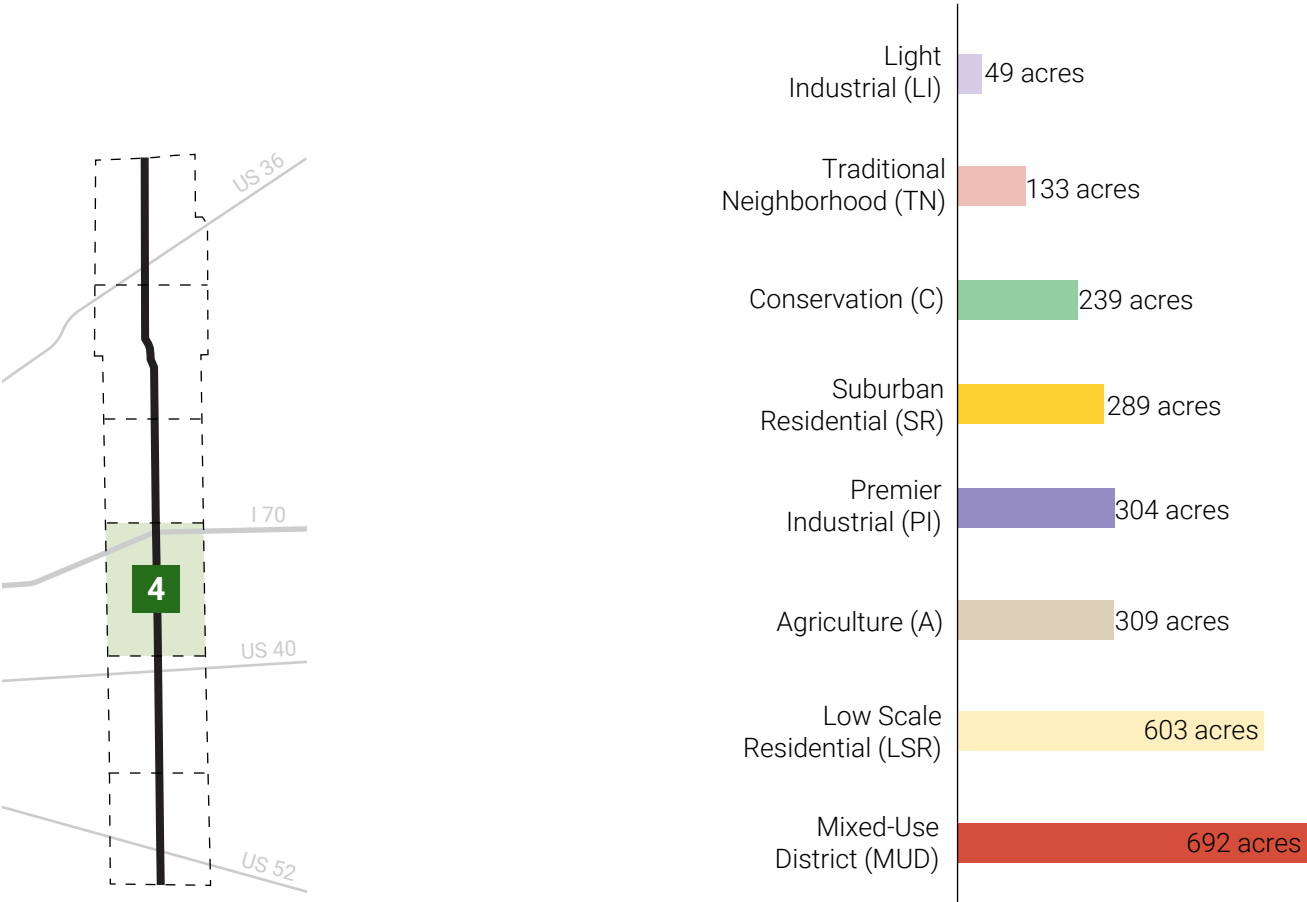 US 36
I 70
4
US 40
US 52
Light
Industrial (LI)
49 acres
Traditional
Neighborhood (TN)
133 acres
Conservation (C)
239 acres
Suburban
Residential (SR)
289 acres
Premier
Industrial (PI)
304 acres
Agriculture (A)
309 acres
Low Scale
Residential (LSR)
603 acres
Mixed-Use
District (MUD)
692 acres